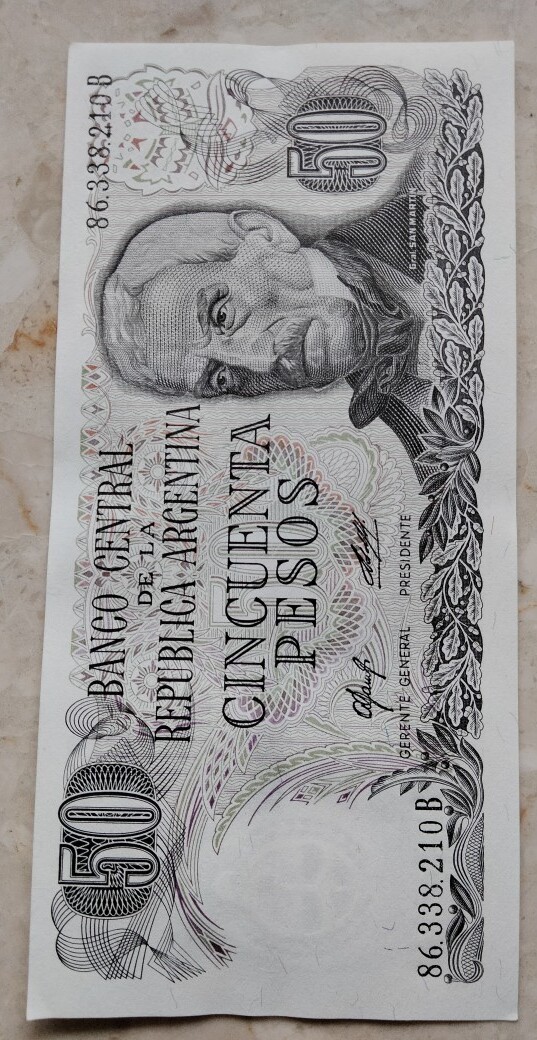 86.338.210 B
50
BANCO CENTRAL
DE LA
REPUBLICA ARGENTINA
CINCUENTA
PESOS
50
Gral. SAN MARTIN
GERENTE GENERAL
PRESIDENTE
86.338.210 B
50